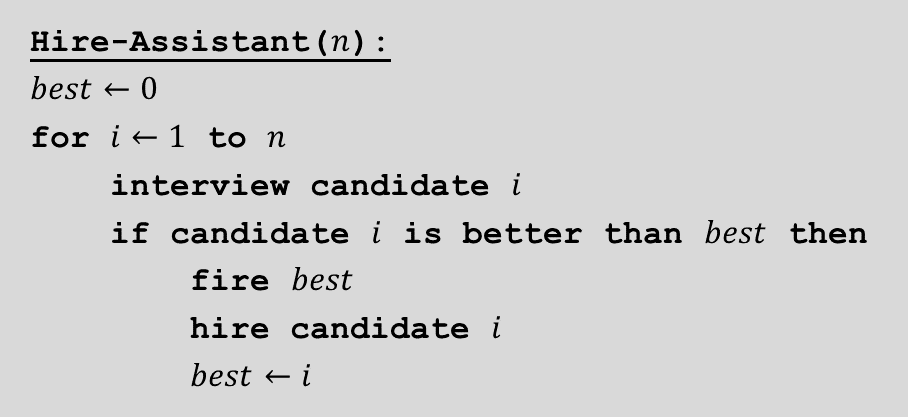 Hire-Assistant(n):
best ← 0
for i ← 1 to n
interview candidate i
if candidate i is better than best then
fire best
hire candidate i
best ← i